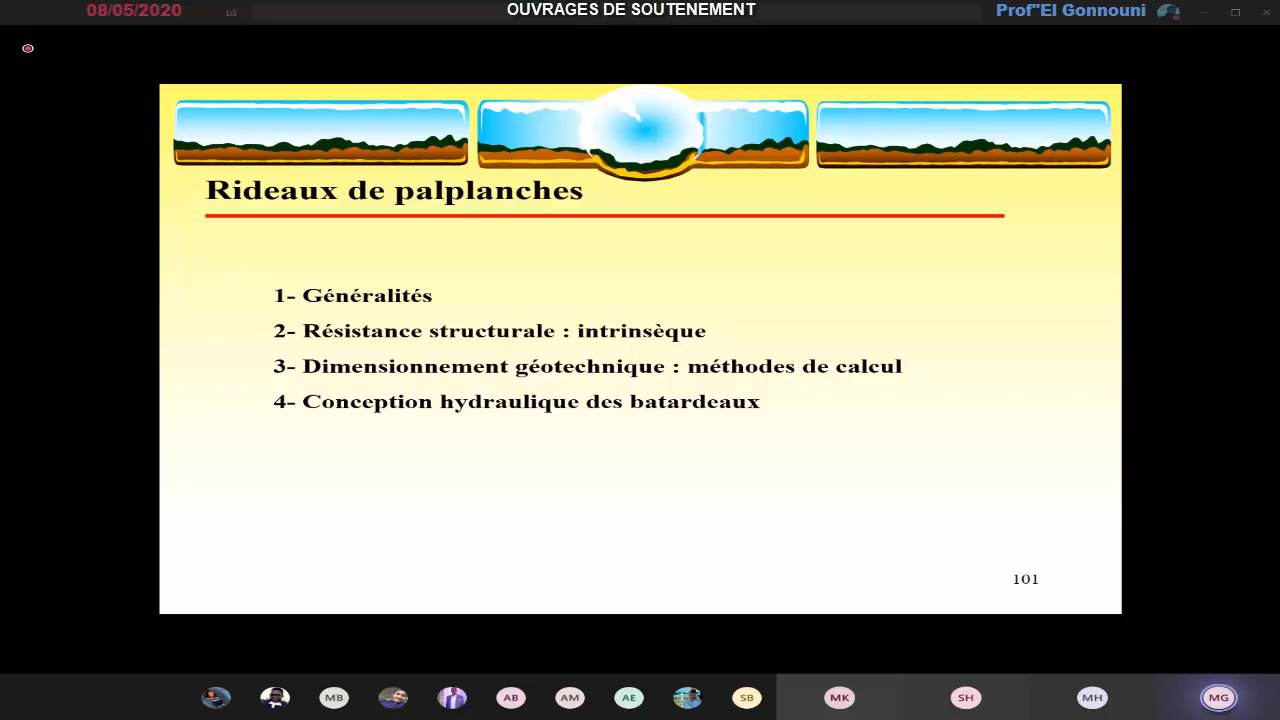 08/05/2020
OUVRAGES DE SOUTENEMENT
Prof"El Gonnouni
Rideaux de palplanches
1- Généralités
2- Résistance structurale : intrinsèque
3- Dimensionnement géotechnique : méthodes de calcul
4- Conception hydraulique des batardeaux
101
MB AB AM AE SB MK SH MH MG